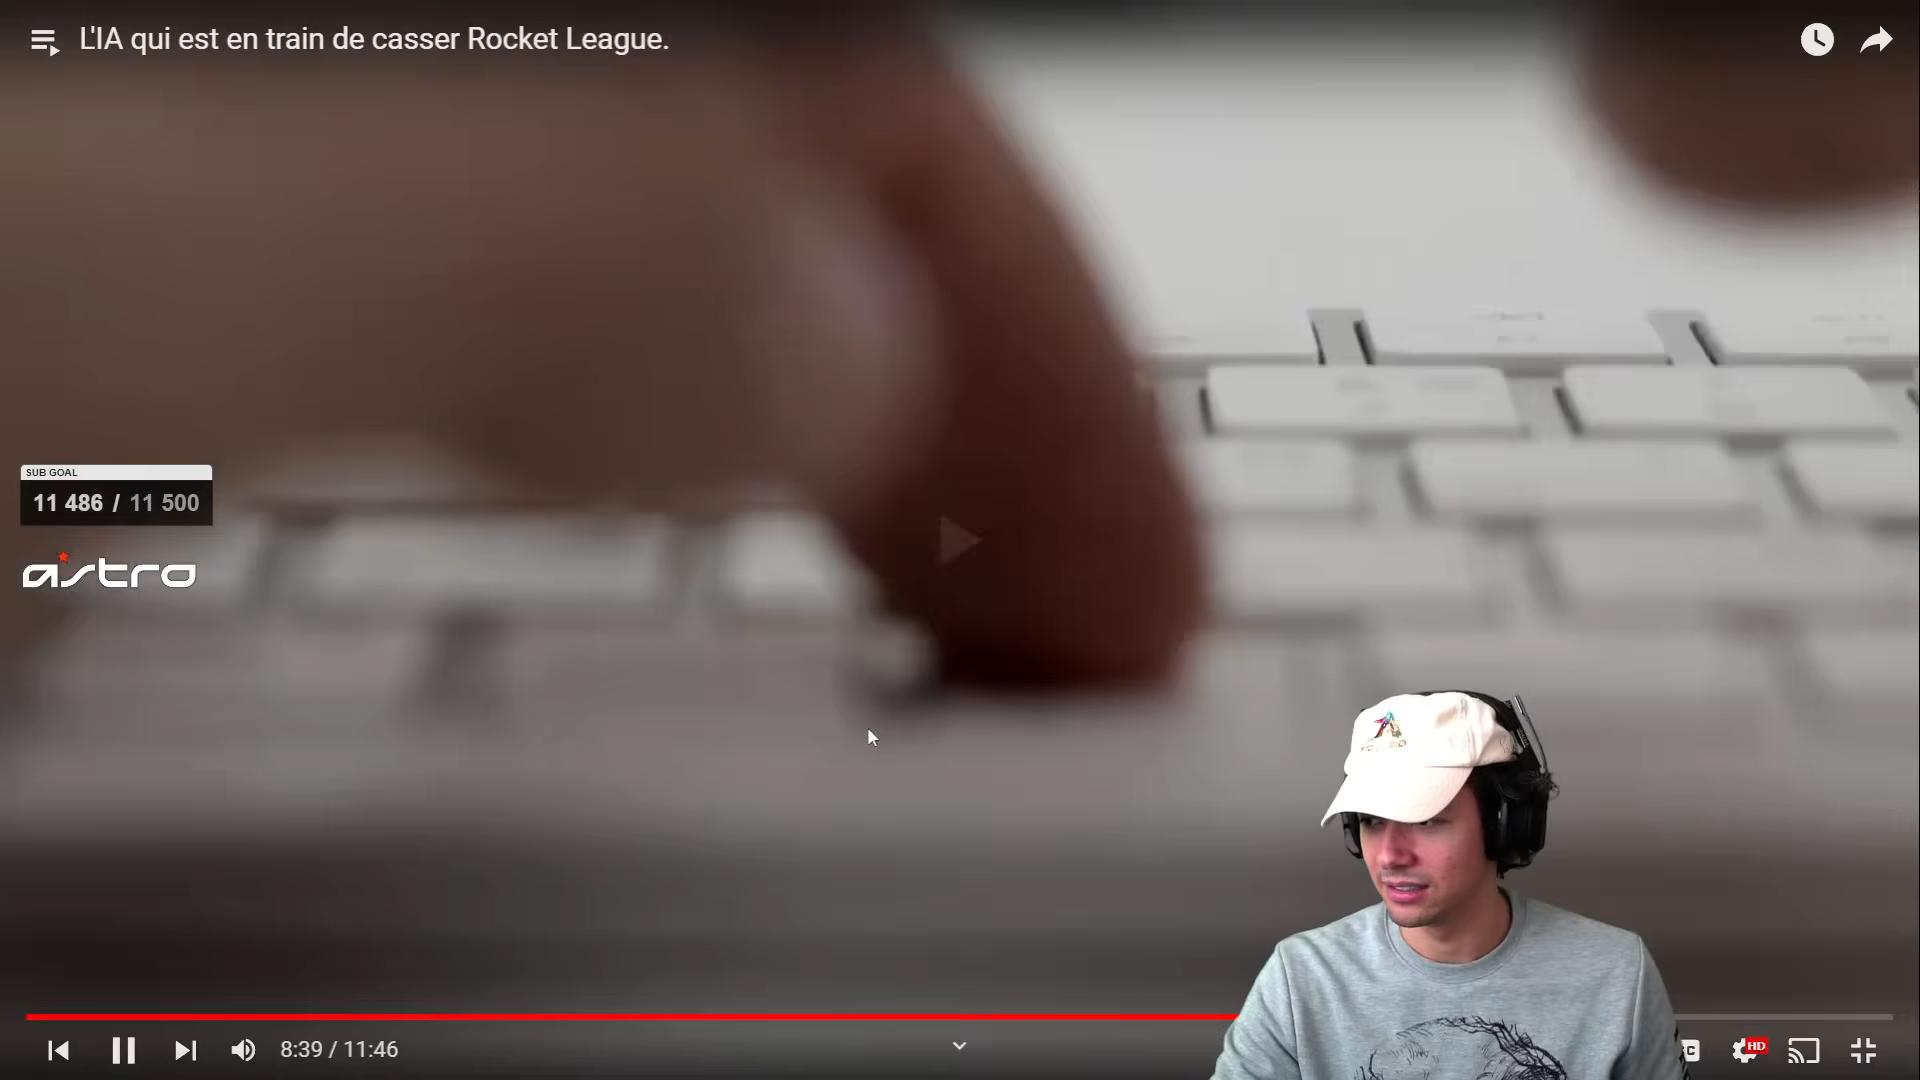 L'IA qui est en train de casser Rocket League.
SUB GOAL
11 486 / 11 500
astro
8:39 / 11:46
HD